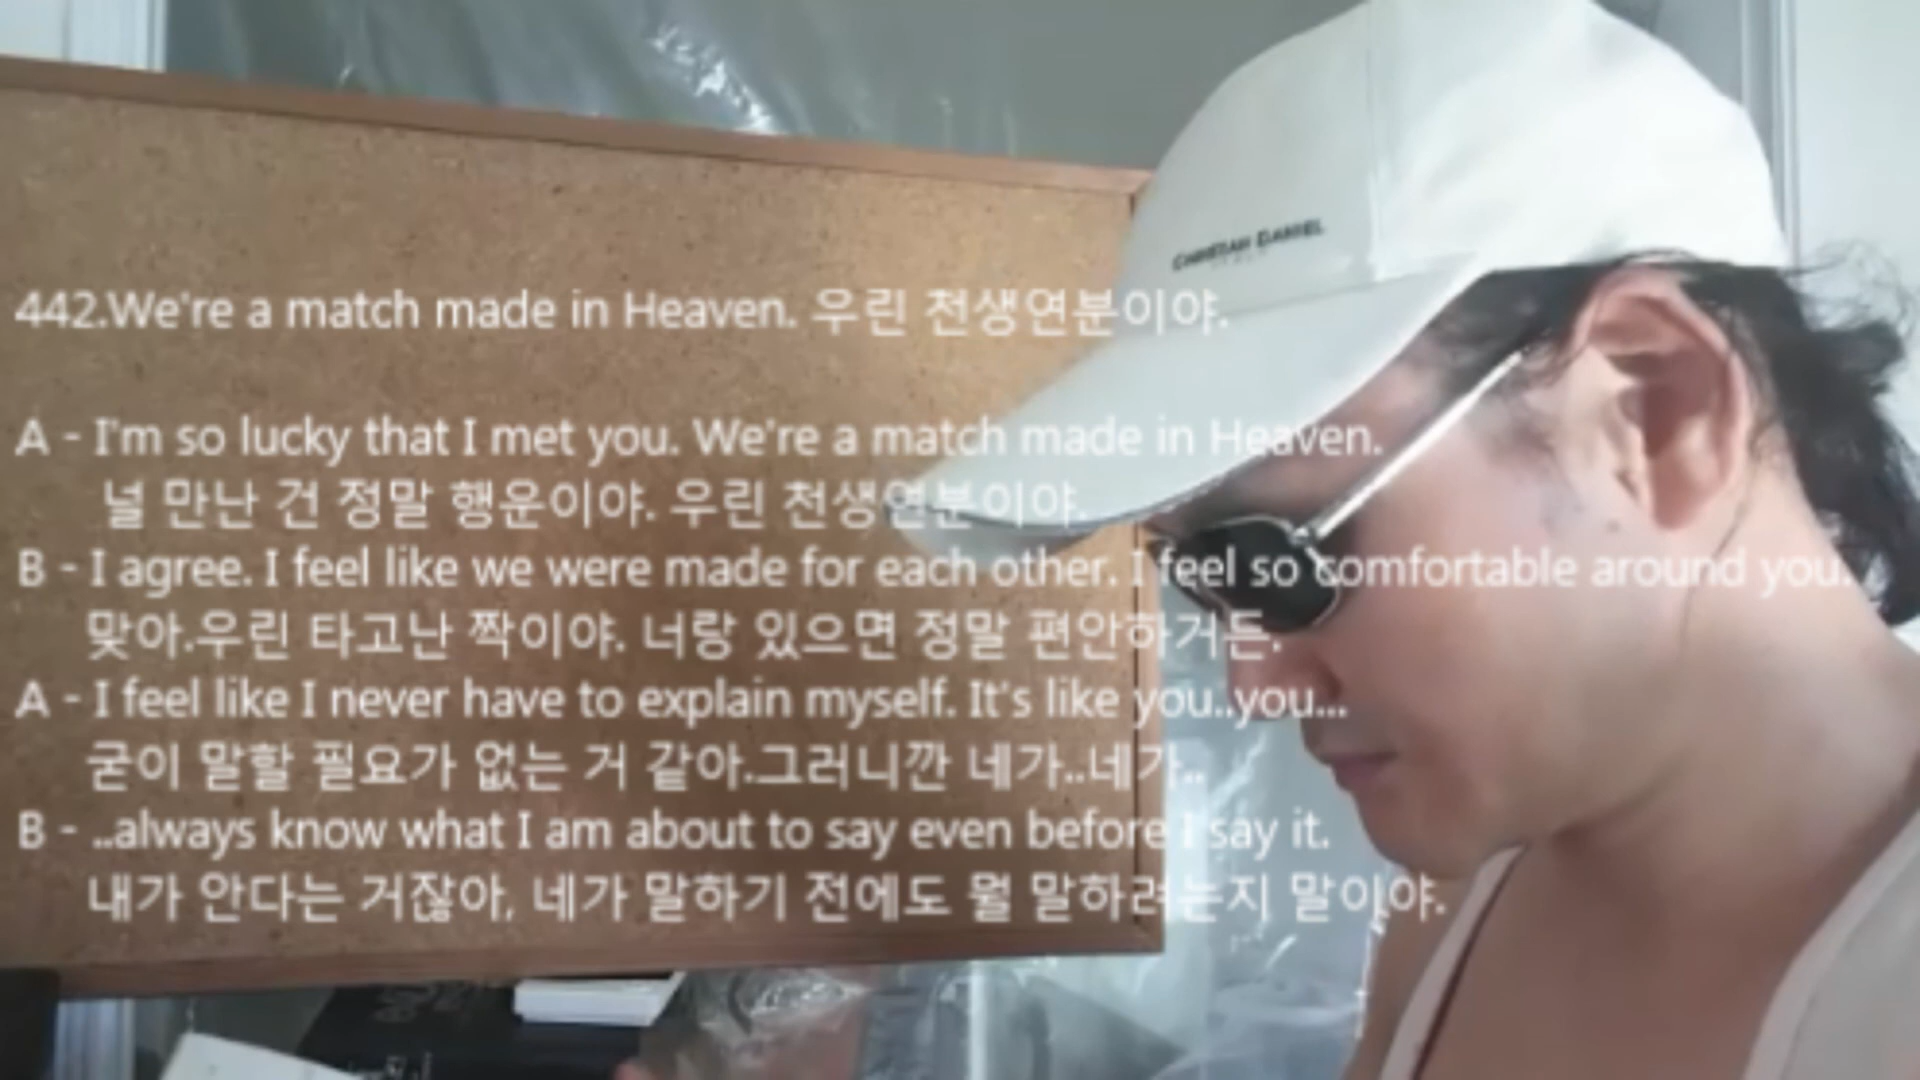 CHRISTIAN DANIEL
442.We're a match made in Heaven. 우린 천생연분이야.
A - I'm so lucky that I met you. We're a match made in Heaven.
널 만난 건 정말 행운이야. 우린 천생연분이야.
B - I agree. I feel like we were made for each other. I feel so comfortable around you.
맞아.우린 타고난 짝이야. 너랑 있으면 정말 편안하거든.
A - I feel like I never have to explain myself. It's like you..you...
굳이 말할 필요가 없는 거 같아.그러니깐 네가..네가..
B - ..always know what I am about to say even before I say it.
내가 안다는 거잖아, 네가 말하기 전에도 뭘 말하려는지 말이야.